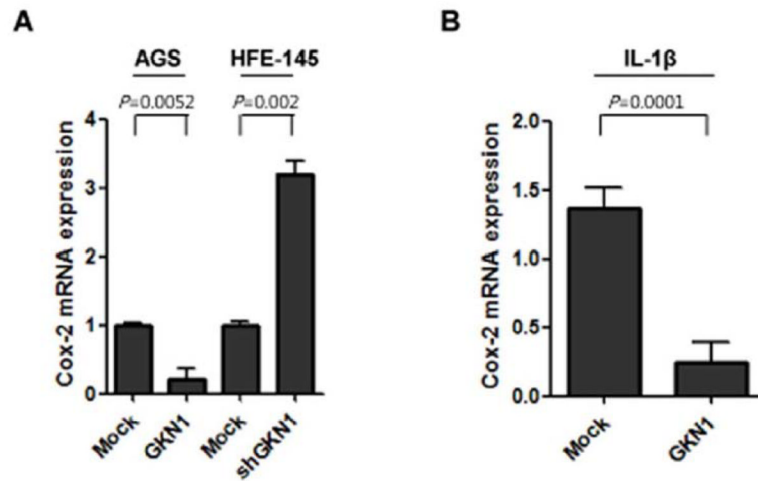 A
AGS HFE-145
P=0.0052 P=0.002
Cox-2 mRNA expression
4
3
2
1
0
Mock
GKN1
Mock
shGKN1
B
IL-1β
P=0.0001
Cox-2 mRNA expression
2.0
1.5
1.0
0.5
0.0
Mock
GKN1